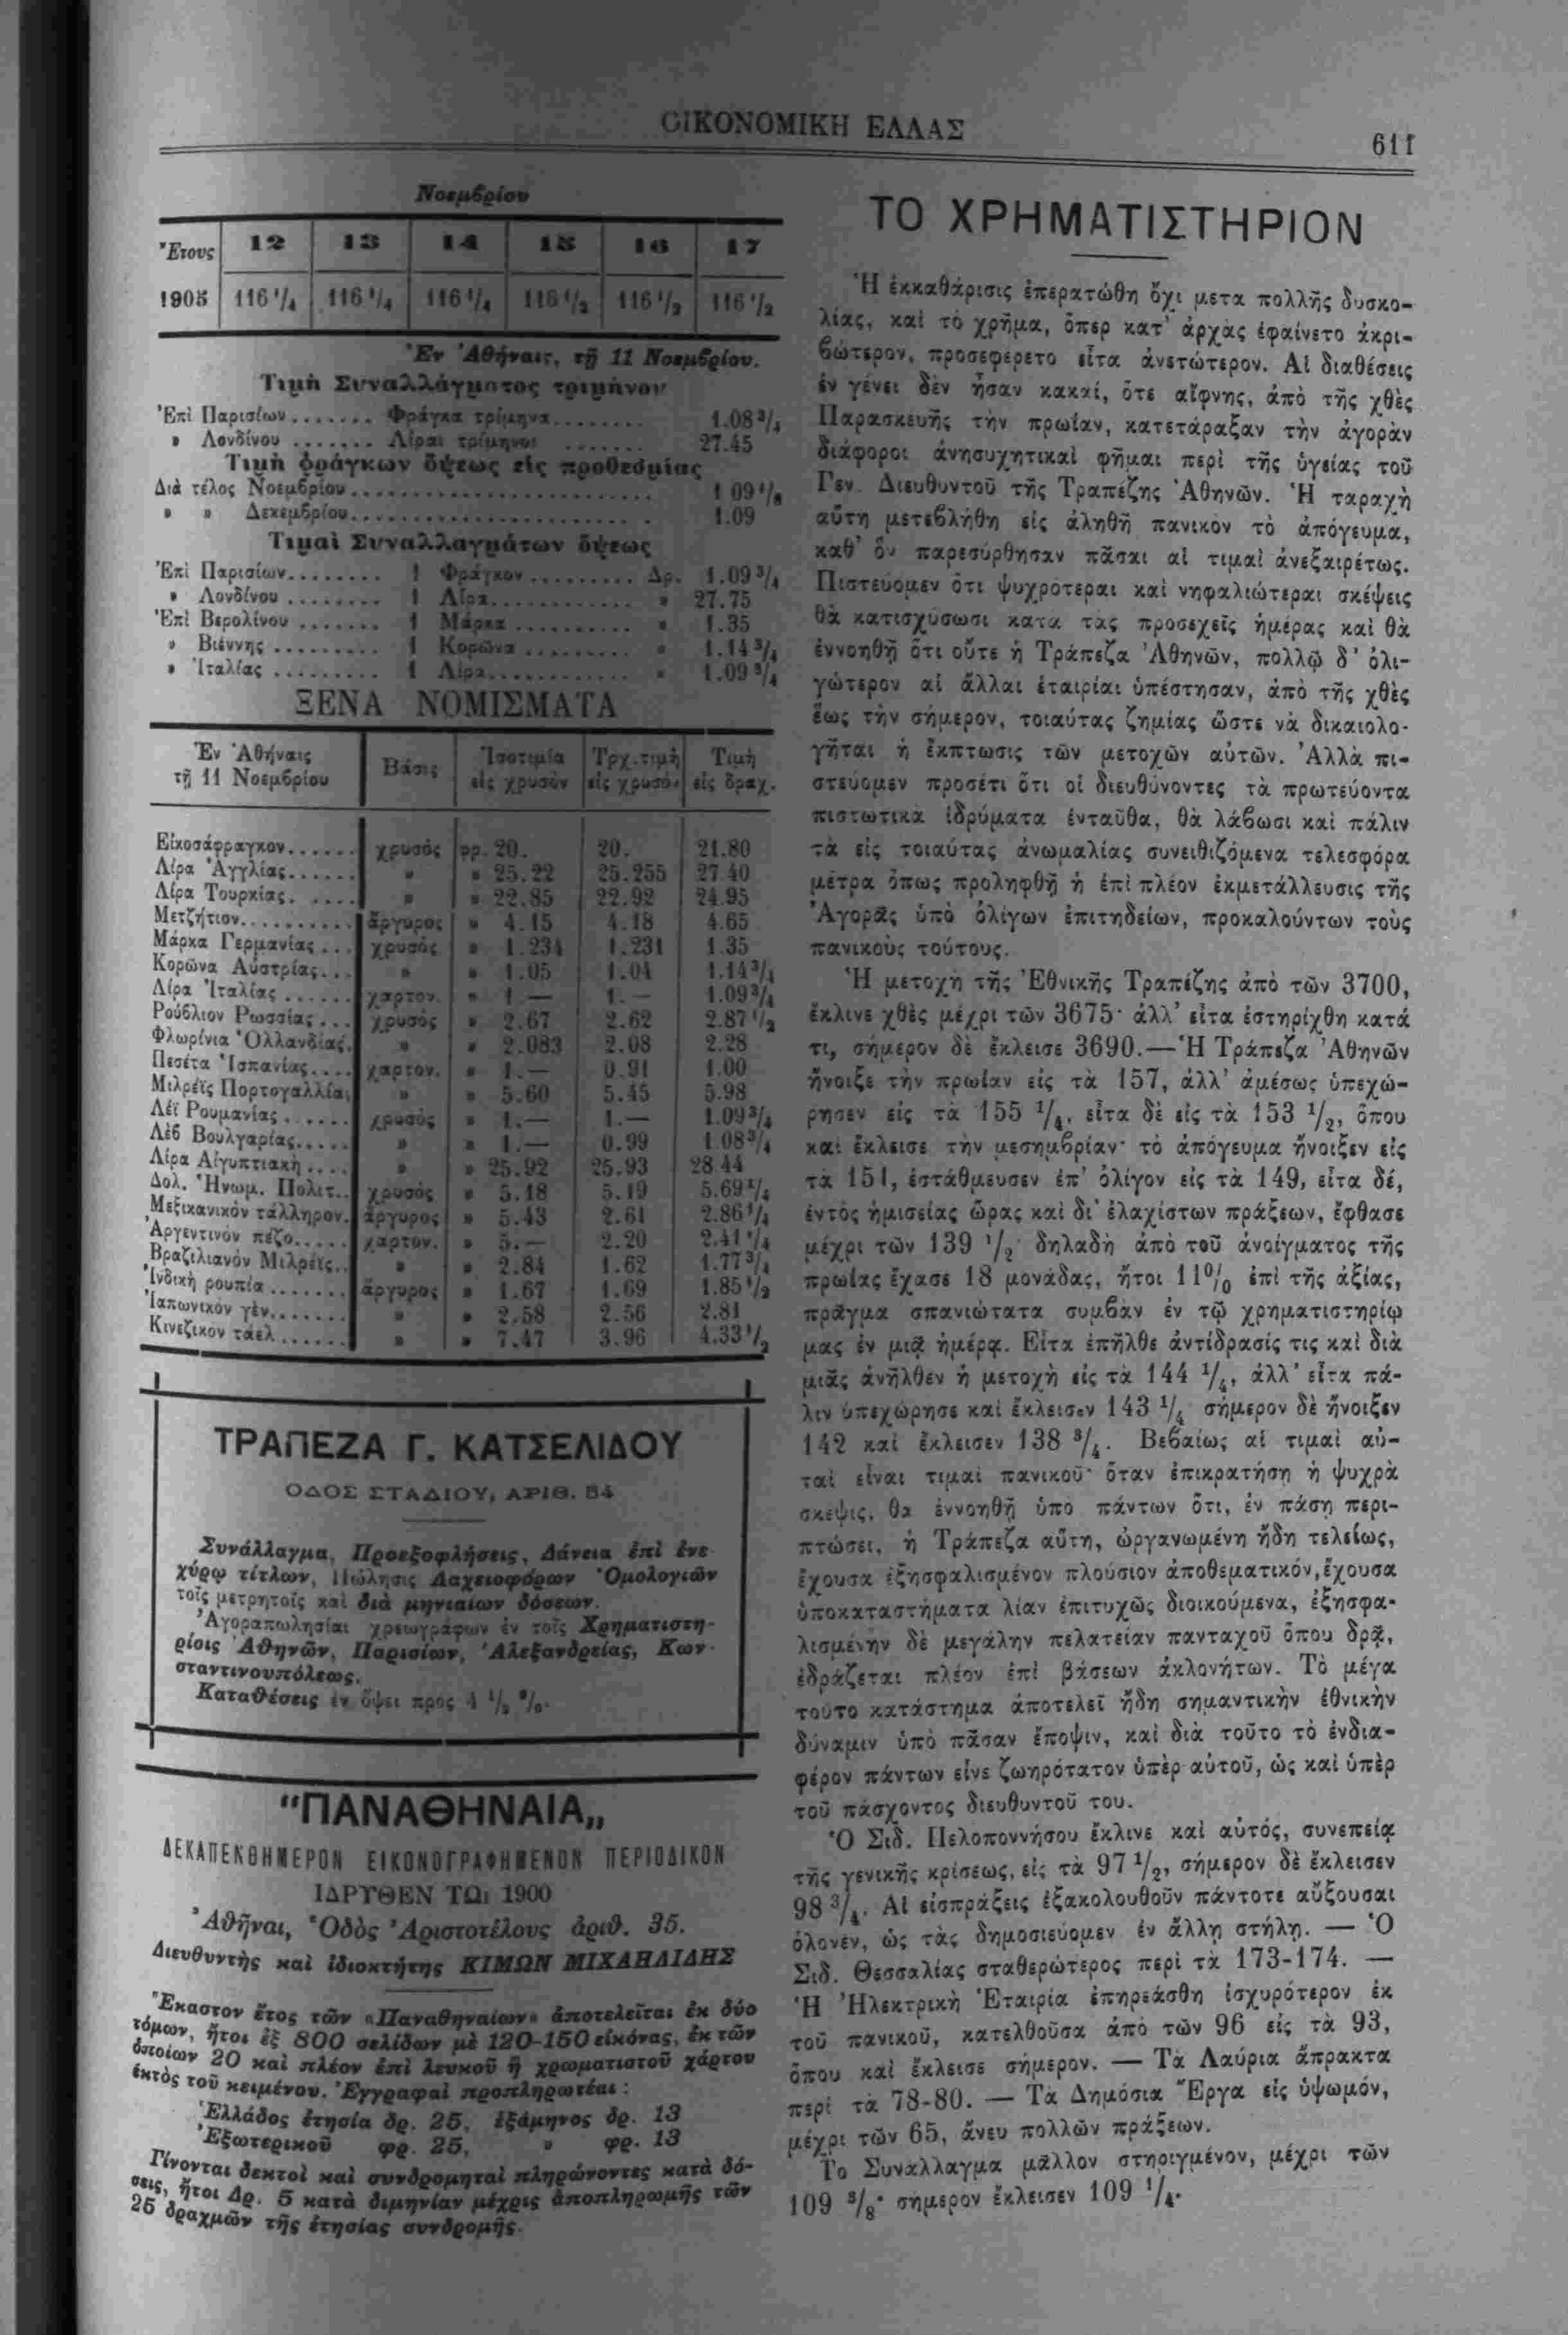 ΟΙΚΟΝΟΜΙΚΗ ΕΛΛΑΣ
611
Νοεμβρίου
Ἔτους 12 13 14 15 16 17
1905 116 1/4 116 1/4 116 1/4 116 1/2 116 1/2 116 1/2
Ἐν Ἀθήναις, τῇ 11 Νοεμβρίου.
Τιμὴ Συναλλάγματος τριμήνου
Ἐπὶ Παρισίων....... Φράγκα τρίμηνα........ 1.08 3/4
» Λονδίνου ....... Λίραι τρίμηνοι ....... 27.45
Τιμὴ φράγκων ὄψεως εἰς προθεσμίας
Διὰ τέλος Νοεμβρίου........................ 1 09 1/8
» » Δεκεμβρίου........................ 1.09
Τιμαὶ Συναλλαγμάτων ὄψεως
Ἐπὶ Παρισίων........ 1 Φράγκον......... Δρ. 1.09 3/4
» Λονδίνου ........ 1 Λίρα............ » 27.75
Ἐπὶ Βερολίνου ....... 1 Μάρκα .......... » 1.35
» Βιέννης ......... 1 Κορῶνα ......... » 1.14 3/4
» Ἰταλίας ......... 1 Λίρα............ » 1.09 3/4
ΞΕΝΑ ΝΟΜΙΣΜΑΤΑ
Ἐν Ἀθήναις τῇ 11 Νοεμβρίου Βάσις Ἰσοτιμία εἰς χρυσὸν Τρχ.τιμὴ εἰς χρυσόν Τιμὴ εἰς δραχ.
Εἰκοσάφραγκον...... χρυσὸς φρ. 20. 20. 21.80
Λίρα Ἀγγλίας...... » » 25.22 25.255 27 40
Λίρα Τουρκίας...... » » 22.85 22.92 24.95
Μετζήτιον.......... ἄργυρος » 4.15 4.18 4.65
Μάρκα Γερμανίας ... χρυσὸς » 1.234 1.231 1.35
Κορῶνα Αὐστρίας... » » 1.05 1.04 1.14 3/4
Λίρα Ἰταλίας ...... χαρτον. » 1 — 1. — 1.09 3/4
Ρούβλιον Ρωσσίας ... χρυσὸς » 2.67 2.62 2.87 1/2
Φλωρίνια Ὁλλανδίας. » » 2.083 2.08 2.28
Πεσέτα Ἰσπανίας.... χαρτον. » 1.— 0.91 1.00
Μιλρέϊς Πορτογαλλίας » » 5.60 5.45 5.98
Λέϊ Ρουμανίας ..... χρυσὸς » 1.— 1.— 1.09 3/4
Λὲβ Βουλγαρίας..... » » 1.— 0.99 1 08 3/4
Λίρα Αἰγυπτιακὴ .... » » 25.92 25.93 28 44
Δολ. Ἡνωμ. Πολιτ.. χρυσὸς » 5.18 5.19 5.69 1/4
Μεξικανικὸν τάλληρον. ἄργυρος » 5.43 2.61 2.86 1/4
Ἀργεντινὸν πέζο..... χαρτον. » 5.— 2.20 2.41 1/4
Βραζιλιανὸν Μιλρέϊς.. » » 2.84 1.62 1.77 3/4
Ἰνδικὴ ρουπία ....... ἄργυρος » 1.67 1.69 1.85 1/2
Ἰαπωνικὸν γὲν....... » » 2.58 2.56 2.81
Κινεζικὸν τάελ ...... » » 7.47 3.96 4.33 1/2
ΤΡΑΠΕΖΑ Γ. ΚΑΤΣΕΛΙΔΟΥ
ΟΔΟΣ ΣΤΑΔΙΟΥ, ΑΡΙΘ. 54
Συνάλλαγμα, Προεξοφλήσεις, Δάνεια ἐπὶ ἐνε
χύρῳ τίτλων, Πώλησις Λαχειοφόρων Ὁμολογιῶν
τοῖς μετρητοῖς καὶ διὰ μηνιαίων δόσεων.
Ἀγοραπωλησίαι χρεωγράφων ἐν τοῖς Χρηματιστη-
ρίοις Ἀθηνῶν, Παρισίων, Ἀλεξανδρείας, Κων-
σταντινουπόλεως.
Καταθέσεις ἐν ὄψει πρὸς 4 1/2 %.
"ΠΑΝΑΘΗΝΑΙΑ„
ΔΕΚΑΠΕΝΘΗΜΕΡΟΝ ΕΙΚΟΝΟΓΡΑΦΗΜΕΝΟΝ ΠΕΡΙΟΔΙΚΟΝ
ΙΔΡΥΘΕΝ ΤΩι 1900
Ἀθῆναι, Ὁδὸς Ἀριστοτέλους ἀριθ. 35.
Διευθυντὴς καὶ ἰδιοκτήτης ΚΙΜΩΝ ΜΙΧΑΗΛΙΔΗΣ
Ἕκαστον ἔτος τῶν «Παναθηναίων» ἀποτελεῖται ἐκ δύο
τόμων, ἤτοι ἐξ 800 σελίδων μὲ 120-150 εἰκόνας, ἐκ τῶν
ὁποίων 20 καὶ πλέον ἐπὶ λευκοῦ ἢ χρωματιστοῦ χάρτου
ἐκτὸς τοῦ κειμένου. Ἐγγραφαὶ προπληρωτέαι :
Ἑλλάδος ἐτησία δρ. 25, ἑξάμηνος δρ. 13
Ἐξωτερικοῦ φρ. 25, » φρ. 13
Γίνονται δεκτοὶ καὶ συνδρομηταὶ πληρώνοντες κατὰ δό-
σεις, ἤτοι Δρ. 5 κατὰ διμηνίαν μέχρις ἀποπληρωμῆς τῶν
25 δραχμῶν τῆς ἐτησίας συνδρομῆς.
ΤΟ ΧΡΗΜΑΤΙΣΤΗΡΙΟΝ
Ἡ ἐκκαθάρισις ἐπερατώθη ὄχι μετὰ πολλῆς δυσκο-
λίας, καὶ τὸ χρῆμα, ὅπερ κατ' ἀρχὰς ἐφαίνετο ἀκρι-
βώτερον, προσεφέρετο εἶτα ἀνετώτερον. Αἱ διαθέσεις
ἐν γένει δὲν ἦσαν κακαί, ὅτε αἴφνης, ἀπὸ τῆς χθὲς
Παρασκευῆς τὴν πρωίαν, κατετάραξαν τὴν ἀγορὰν
διάφοροι ἀνησυχητικαὶ φῆμαι περὶ τῆς ὑγείας τοῦ
Γεν. Διευθυντοῦ τῆς Τραπέζης Ἀθηνῶν. Ἡ ταραχὴ
αὕτη μετεβλήθη εἰς ἀληθῆ πανικὸν τὸ ἀπόγευμα,
καθ' ὃν παρεσύρθησαν πᾶσαι αἱ τιμαὶ ἀνεξαιρέτως.
Πιστεύομεν ὅτι ψυχρότεραι καὶ νηφαλιώτεραι σκέψεις
θὰ κατισχύσωσι κατὰ τὰς προσεχεῖς ἡμέρας καὶ θὰ
ἐννοηθῇ ὅτι οὔτε ἡ Τράπεζα Ἀθηνῶν, πολλῷ δ' ὀλι-
γώτερον αἱ ἄλλαι ἑταιρίαι ὑπέστησαν, ἀπὸ τῆς χθὲς
ἕως τὴν σήμερον, τοιαύτας ζημίας ὥστε νὰ δικαιολο-
γῆται ἡ ἔκπτωσις τῶν μετοχῶν αὐτῶν. Ἀλλὰ πι-
στεύομεν προσέτι ὅτι οἱ διευθύνοντες τὰ πρωτεύοντα
πιστωτικὰ ἱδρύματα ἐνταῦθα, θὰ λάβωσι καὶ πάλιν
τὰ εἰς τοιαύτας ἀνωμαλίας συνειθιζόμενα τελεσφόρα
μέτρα ὅπως προληφθῇ ἡ ἐπὶ πλέον ἐκμετάλλευσις τῆς
Ἀγορᾶς ὑπὸ ὀλίγων ἐπιτηδείων, προκαλούντων τοὺς
πανικοὺς τούτους.
Ἡ μετοχὴ τῆς Ἐθνικῆς Τραπέζης ἀπὸ τῶν 3700,
ἔκλινε χθὲς μέχρι τῶν 3675· ἀλλ' εἶτα ἐστηρίχθη κατά
τι, σήμερον δὲ ἔκλεισε 3690.—Ἡ Τράπεζα Ἀθηνῶν
ἤνοιξε τὴν πρωίαν εἰς τὰ 157, ἀλλ' ἀμέσως ὑπεχώ-
ρησεν εἰς τὰ 155 1/4, εἶτα δὲ εἰς τὰ 153 1/2, ὅπου
καὶ ἔκλεισε τὴν μεσημβρίαν· τὸ ἀπόγευμα ἤνοιξεν εἰς
τὰ 151, ἐστάθμευσεν ἐπ' ὀλίγον εἰς τὰ 149, εἶτα δέ,
ἐντὸς ἡμισείας ὥρας καὶ δι' ἐλαχίστων πράξεων, ἔφθασε
μέχρι τῶν 139 1/2· δηλαδὴ ἀπὸ τοῦ ἀνοίγματος τῆς
πρωίας ἔχασε 18 μονάδας, ἤτοι 11% ἐπὶ τῆς ἀξίας,
πρᾶγμα σπανιώτατα συμβὰν ἐν τῷ χρηματιστηρίῳ
μας ἐν μιᾷ ἡμέρᾳ. Εἶτα ἐπῆλθε ἀντίδρασίς τις καὶ διὰ
μιᾶς ἀνῆλθεν ἡ μετοχὴ εἰς τὰ 144 1/4, ἀλλ' εἶτα πά-
λιν ὑπεχώρησε καὶ ἔκλεισεν 143 1/4 σήμερον δὲ ἤνοιξεν
142 καὶ ἔκλεισεν 138 3/4. Βεβαίως αἱ τιμαὶ αὐ-
ταὶ εἶναι τιμαὶ πανικοῦ· ὅταν ἐπικρατήσῃ ἡ ψυχρὰ
σκέψις, θὰ ἐννοηθῇ ὑπὸ πάντων ὅτι, ἐν πάσῃ περι-
πτώσει, ἡ Τράπεζα αὕτη, ὠργανωμένη ἤδη τελείως,
ἔχουσα ἐξησφαλισμένον πλούσιον ἀποθεματικόν, ἔχουσα
ὑποκαταστήματα λίαν ἐπιτυχῶς διοικούμενα, ἐξησφα-
λισμένην δὲ μεγάλην πελατείαν πανταχοῦ ὅπου δρᾷ,
ἑδράζεται πλέον ἐπὶ βάσεων ἀκλονήτων. Τὸ μέγα
τοῦτο κατάστημα ἀποτελεῖ ἤδη σημαντικὴν ἐθνικὴν
δύναμιν ὑπὸ πᾶσαν ἔποψιν, καὶ διὰ τοῦτο τὸ ἐνδια-
φέρον πάντων εἶνε ζωηρότατον ὑπὲρ αὐτοῦ, ὡς καὶ ὑπὲρ
τοῦ πάσχοντος διευθυντοῦ του.
Ὁ Σιδ. Πελοποννήσου ἔκλινε καὶ αὐτός, συνεπείᾳ
τῆς γενικῆς κρίσεως, εἰς τὰ 97 1/2, σήμερον δὲ ἔκλεισεν
98 3/4. Αἱ εἰσπράξεις ἐξακολουθοῦν πάντοτε αὔξουσαι
ὁλονέν, ὡς τὰς δημοσιεύομεν ἐν ἄλλῃ στήλῃ. — Ὁ
Σιδ. Θεσσαλίας σταθερώτερος περὶ τὰ 173-174. —
Ἡ Ἠλεκτρικὴ Ἑταιρία ἐπηρεάσθη ἰσχυρότερον ἐκ
τοῦ πανικοῦ, κατελθοῦσα ἀπὸ τῶν 96 εἰς τὰ 93,
ὅπου καὶ ἔκλεισε σήμερον. — Τὰ Λαύρια ἄπρακτα
περὶ τὰ 78-80. — Τὰ Δημόσια Ἔργα εἰς ὑψωμόν,
μέχρι τῶν 65, ἄνευ πολλῶν πράξεων.
Τὸ Συνάλλαγμα μᾶλλον στηριγμένον, μέχρι τῶν
109 3/8· σήμερον ἔκλεισεν 109 1/4.